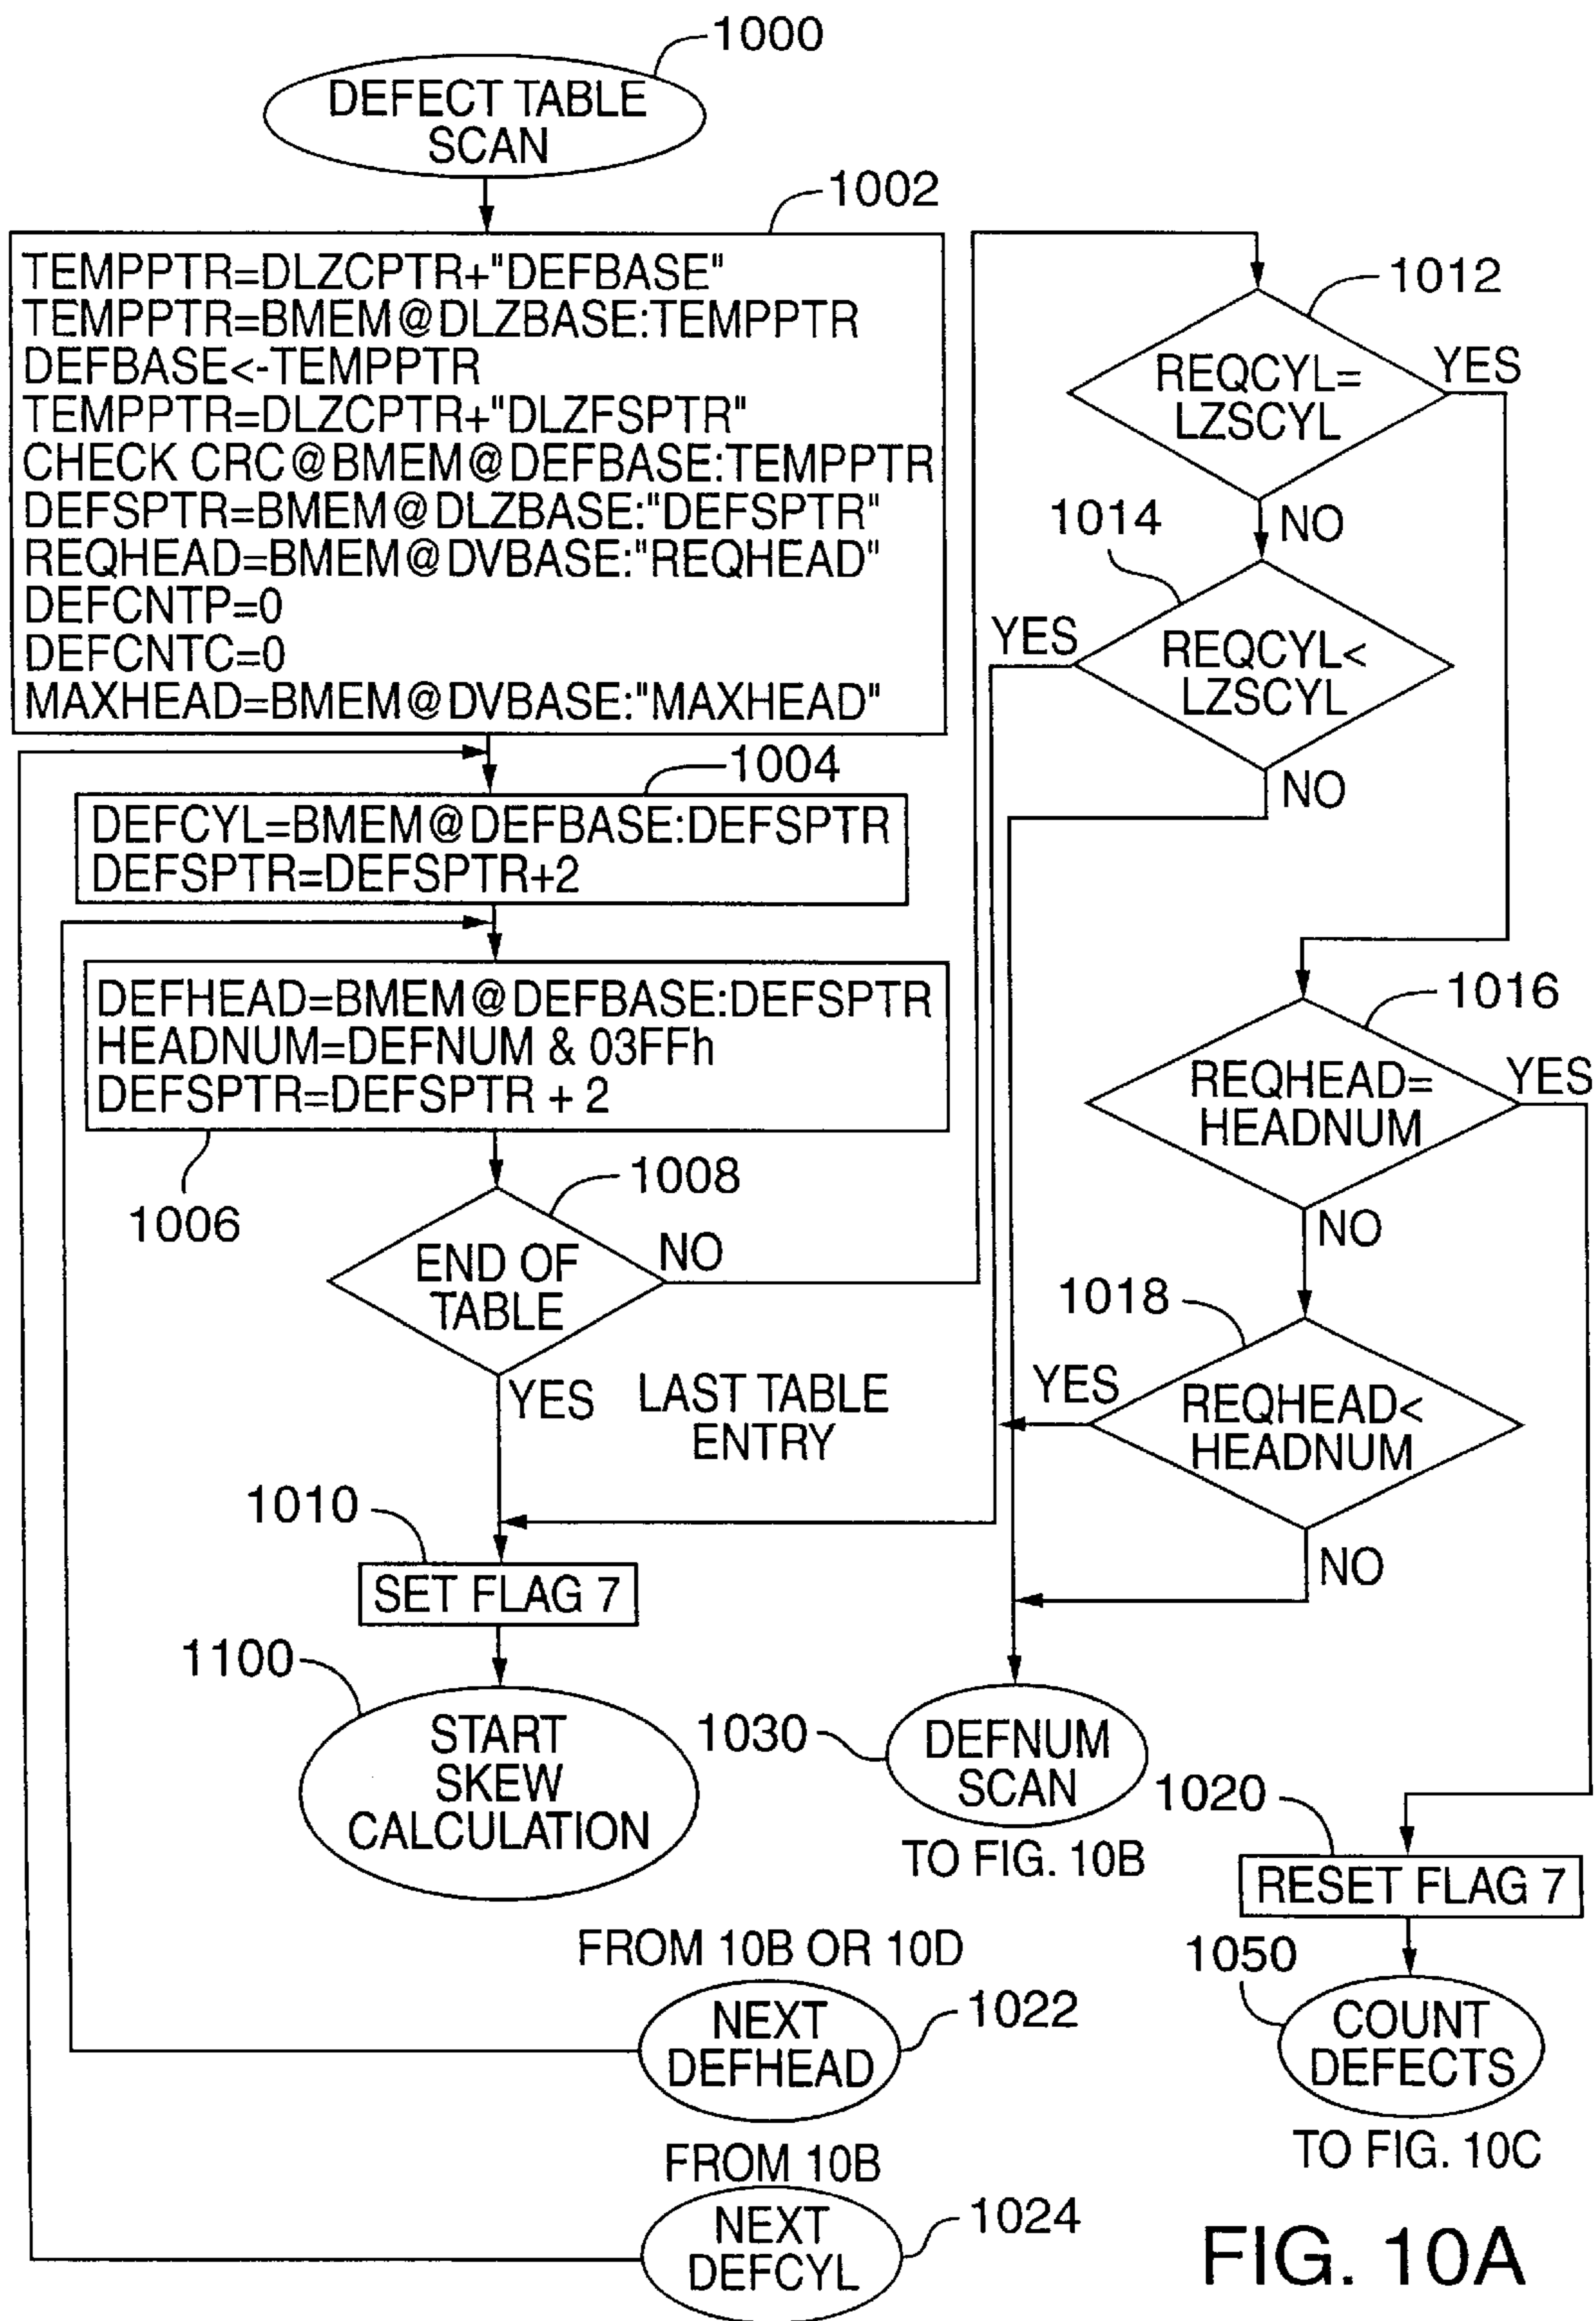 1000
DEFECT TABLE
SCAN
1002
TEMPPTR=DLZCPTR+"DEFBASE"
TEMPPTR=BMEM@DLZBASE:TEMPPTR
DEFBASE<-TEMPPTR
TEMPPTR=DLZCPTR+"DLZFSPTR"
CHECK CRC@BMEM@DEFBASE:TEMPPTR
DEFSPTR=BMEM@DLZBASE:"DEFSPTR"
REQHEAD=BMEM@DVBASE:"REQHEAD"
DEFCNTP=0
DEFCNTC=0
MAXHEAD=BMEM@DVBASE:"MAXHEAD"
1004
DEFCYL=BMEM@DEFBASE:DEFSPTR
DEFSPTR=DEFSPTR+2
DEFHEAD=BMEM@DEFBASE:DEFSPTR
HEADNUM=DEFNUM & 03FFh
DEFSPTR=DEFSPTR + 2
1006
1008
END OF
TABLE
NO
YES
LAST TABLE
ENTRY
1010
SET FLAG 7
1100
START
SKEW
CALCULATION
1012
REQCYL=
LZSCYL
YES
NO
1014
REQCYL<
LZSCYL
YES
NO
1016
REQHEAD=
HEADNUM
YES
NO
1018
REQHEAD<
HEADNUM
YES
NO
1030
DEFNUM
SCAN
TO FIG. 10B
1020
RESET FLAG 7
1050
COUNT
DEFECTS
TO FIG. 10C
FROM 10B OR 10D
NEXT
DEFHEAD
1022
FROM 10B
NEXT
DEFCYL
1024
FIG. 10A